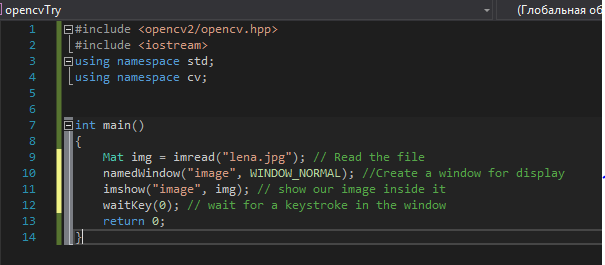 opencvTry (Глобальная об
1 #include <opencv2/opencv.hpp>
2 #include <iostream>
3 using namespace std;
4 using namespace cv;
5
6
7 int main()
8 {
9 Mat img = imread("lena.jpg"); // Read the file
10 namedWindow("image", WINDOW_NORMAL); //Create a window for display
11 imshow("image", img); // show our image inside it
12 waitKey(0); // wait for a keystroke in the window
13 return 0;
14 }